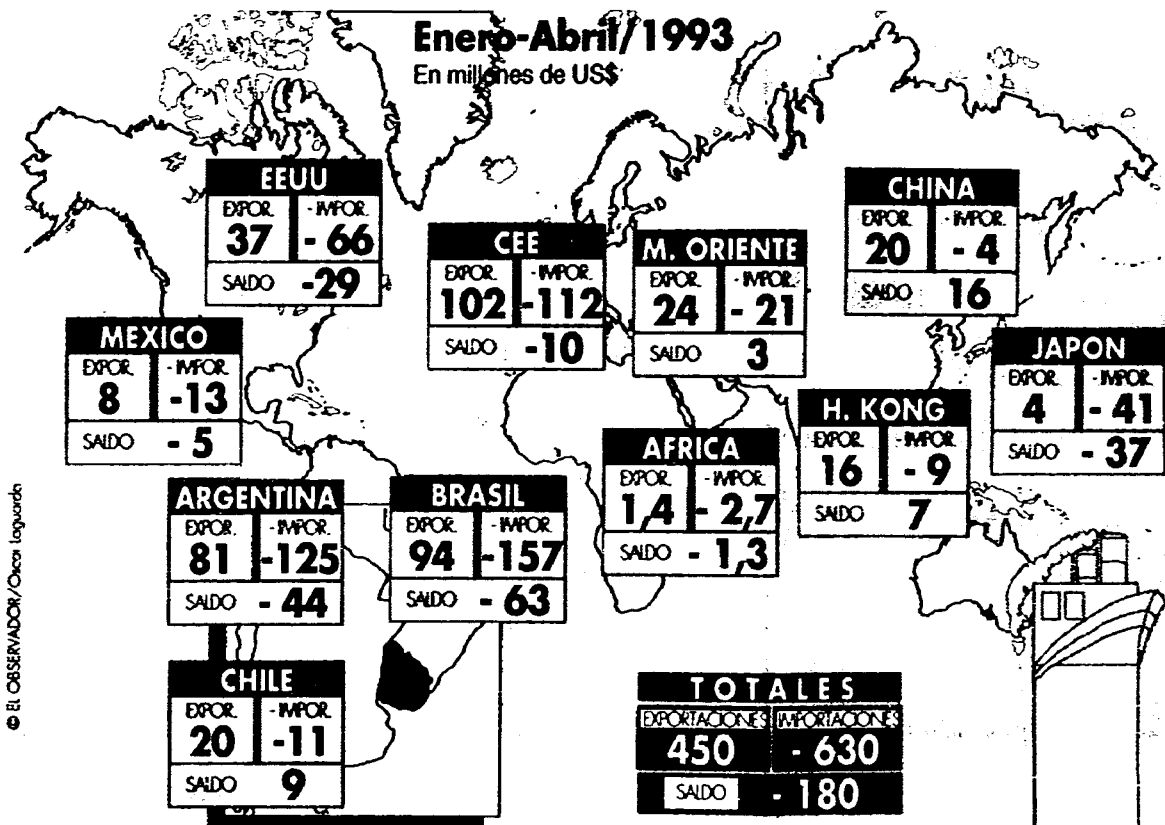 Enero-Abril/1993
En millones de US$
EEUU
EXPOR. - IMPOR.
37 - 66
SALDO -29
CHINA
EXPOR. - IMPOR.
20 - 4
SALDO 16
CEE
EXPOR. - IMPOR.
102 -112
SALDO -10
M. ORIENTE
EXPOR. - IMPOR.
24 - 21
SALDO 3
MEXICO
EXPOR. - IMPOR.
8 -13
SALDO - 5
JAPON
EXPOR. - IMPOR.
4 - 41
SALDO - 37
H. KONG
EXPOR. - IMPOR.
16 - 9
SALDO 7
AFRICA
EXPOR. - IMPOR.
1,4 - 2,7
SALDO - 1,3
ARGENTINA
EXPOR. - IMPOR.
81 -125
SALDO - 44
BRASIL
EXPOR. - IMPOR.
94 -157
SALDO - 63
CHILE
EXPOR. - IMPOR.
20 -11
SALDO 9
TOTALES
EXPORTACIONES IMPORTACIONES
450 - 630
SALDO - 180
© EL OBSERVADOR/Oscar Laguarda